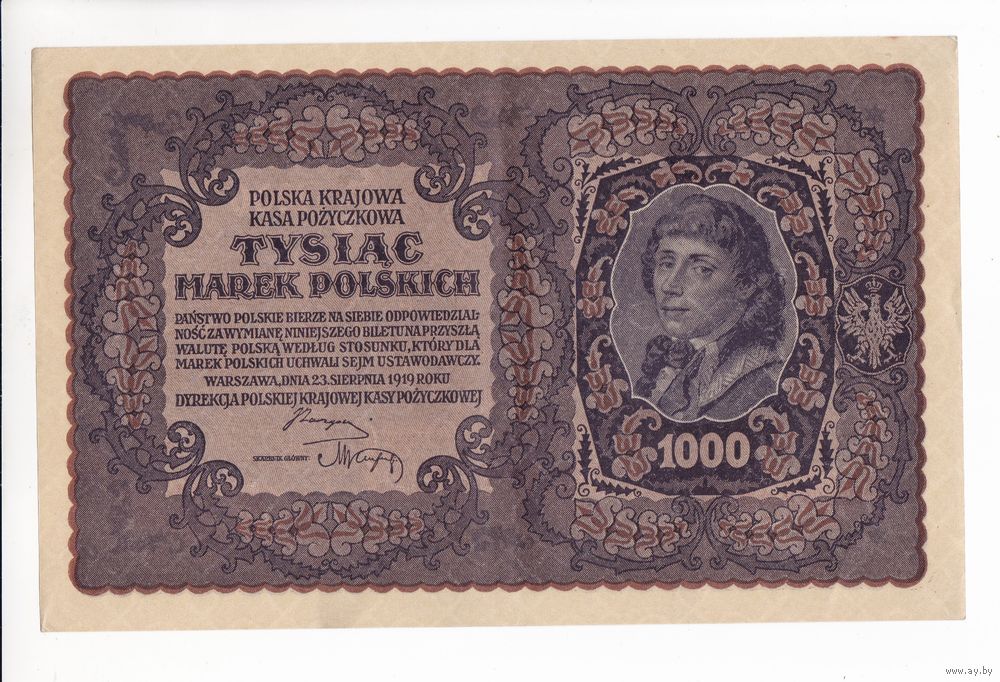 POLSKA KRAJOWA
KASA POŻYCZKOWA
TYSIĄC
MAREK POLSKICH
PAŃSTWO POLSKIE BIERZE NA SIEBIE ODPOWIEDZIAL-
NOŚĆ ZA WYMIANĘ NINIEJSZEGO BILETU NA PRZYSZŁĄ
WALUTĘ POLSKĄ WEDŁUG STOSUNKU, KTÓRY DLA
MAREK POLSKICH UCHWALI SEJM USTAWODAWCZY.
WARSZAWA, DNIA 23. SIERPNIA 1919 ROKU
DYREKCJA POLSKIEJ KRAJOWEJ KASY POŻYCZKOWEJ
SKARBNIK GŁÓWNY:
1000
www.ay.by